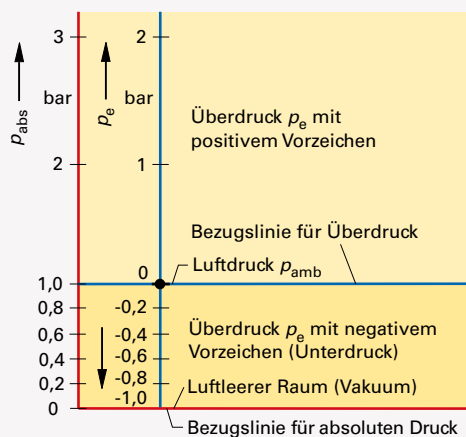 3
2
bar
bar
p_abs
p_e
Überdruck p_e mit
positivem Vorzeichen
2
1
Bezugslinie für Überdruck
0
Luftdruck p_amb
1,0
0,8
-0,2
Überdruck p_e mit negativem
0,6
-0,4
Vorzeichen (Unterdruck)
0,4
-0,6
0,2
-0,8
Luftleerer Raum (Vakuum)
0
-1,0
Bezugslinie für absoluten Druck